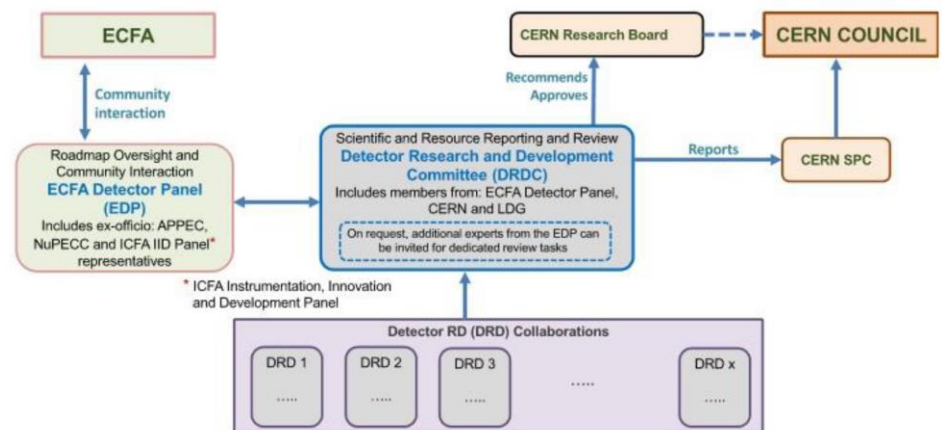 ECFA
CERN Research Board
CERN COUNCIL
Community
interaction
Recommends
Approves
Roadmap Oversight and
Community Interaction
ECFA Detector Panel
(EDP)
Includes ex-officio: APPEC,
NuPECC and ICFA IID Panel*
representatives
Scientific and Resource Reporting and Review
Detector Research and Development
Committee (DRDC)
Includes members from: ECFA Detector Panel,
CERN and LDG
On request, additional experts from the EDP can
be invited for dedicated review tasks
Reports
CERN SPC
* ICFA Instrumentation, Innovation
and Development Panel
Detector RD (DRD) Collaborations
DRD 1
.....
DRD 2
.....
DRD 3
.....
.....
DRD x
.....